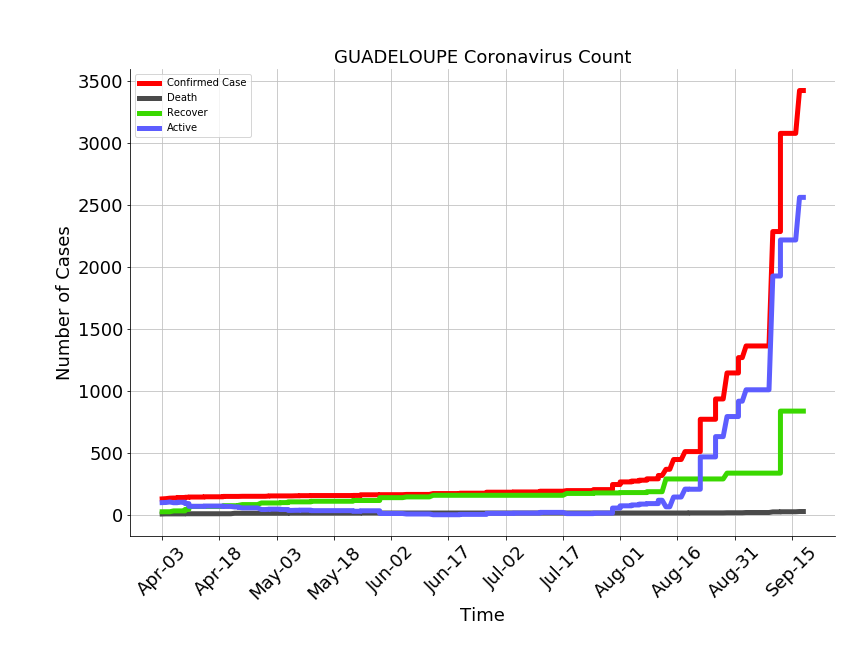 GUADELOUPE Coronavirus Count
Confirmed Case
Death
Recover
Active
Number of Cases
3500
3000
2500
2000
1500
1000
500
0
Apr-03
Apr-18
May-03
May-18
Jun-02
Jun-17
Jul-02
Jul-17
Aug-01
Aug-16
Aug-31
Sep-15
Time